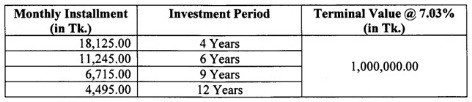 Monthly Installment Investment Period Terminal Value @ 7.03%
(in Tk.) (in Tk.)
18,125.00 4 Years
11,245.00 6 Years
1,000,000.00
6,715.00 9 Years
4,495.00 12 Years